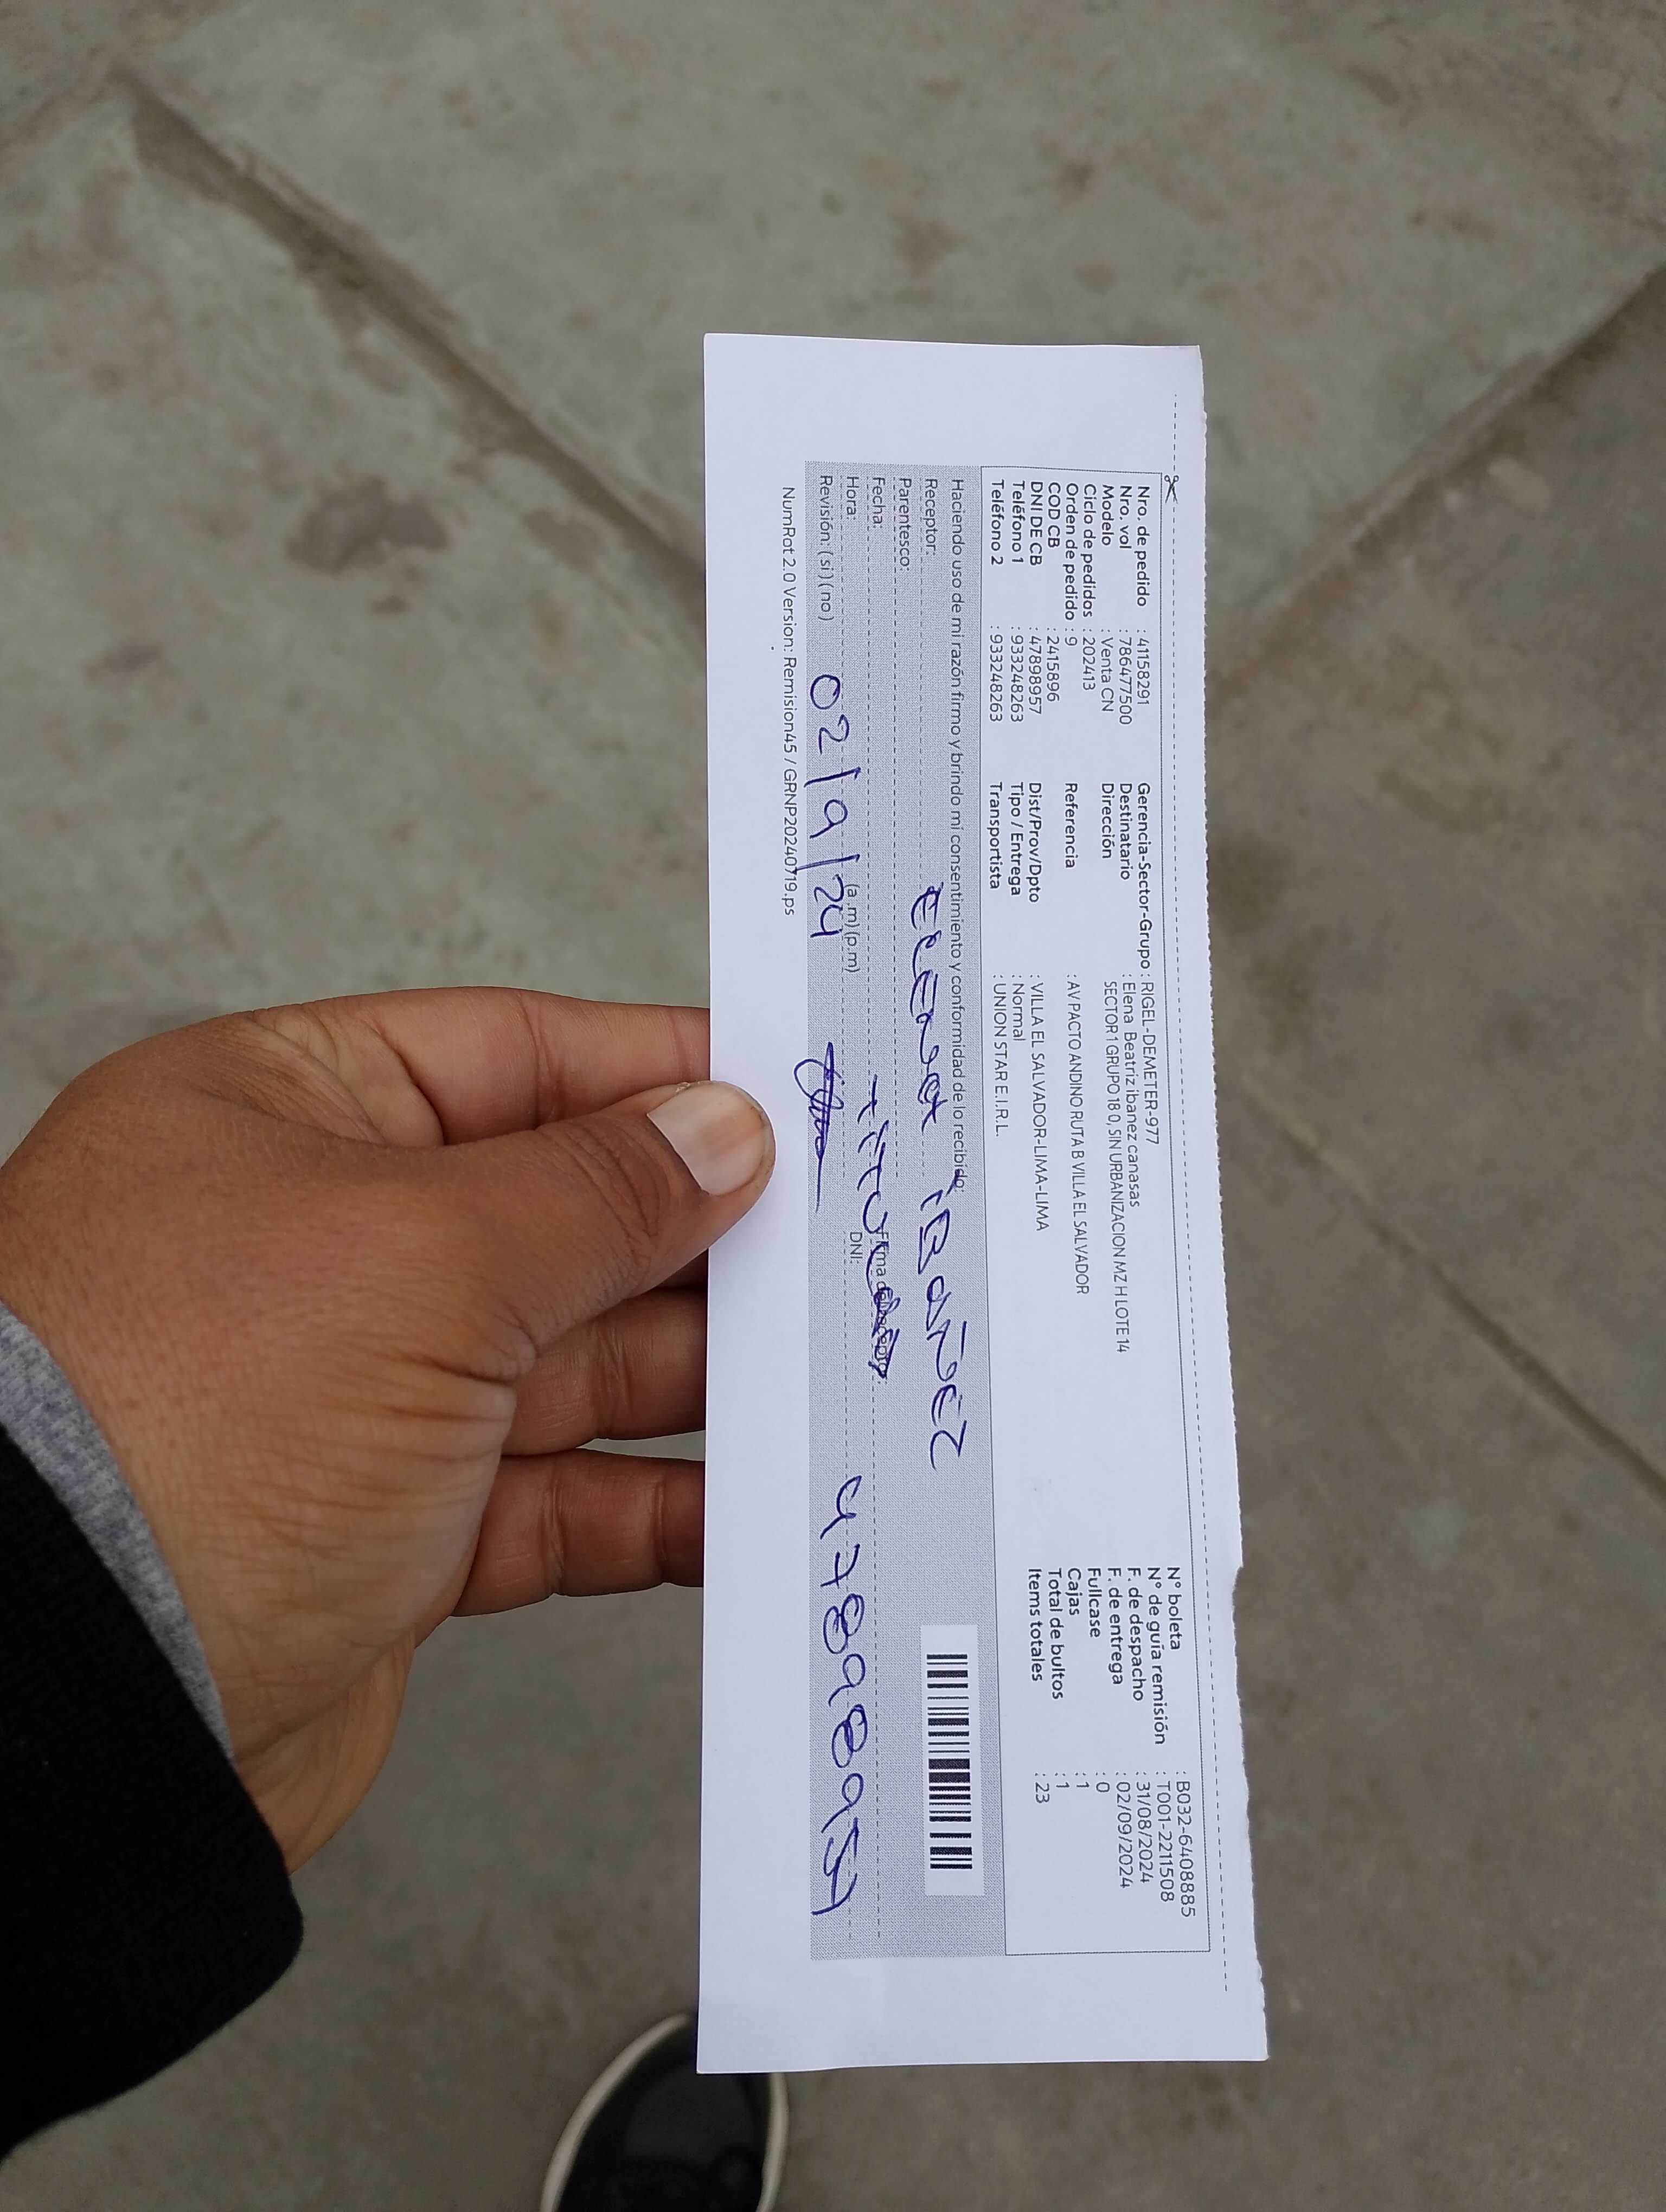 Nro. de pedido : 41158291
Nro. vol : 786477500
Modelo : Venta CN
Ciclo de pedidos : 202413
Orden de pedido : 9
COD CB : 2415896
DNI DE CB : 47898957
Teléfono 1 : 933248263
Teléfono 2 : 933248263
Gerencia-Sector-Grupo : RIGEL-DEMETER-977
Destinatario : Elena Beatriz ibanez canasas
Dirección SECTOR 1 GRUPO 18 0, SIN URBANIZACION MZ H LOTE 14
Referencia : AV PACTO ANDINO RUTA B VILLA EL SALVADOR
Dist/Prov/Dpto : VILLA EL SALVADOR-LIMA-LIMA
Tipo / Entrega : Normal
Transportista : UNION STAR E.I.R.L.
N° boleta : B032-6408885
N° de guía remisión : T001-2211508
F. de despacho : 31/08/2024
F. de entrega : 02/09/2024
Fullcase : 0
Cajas : 1
Total de bultos : 1
Items totales : 23
Haciendo uso de mi razón firmo y brindo mi consentimiento y conformidad de lo recibido:
Receptor: ELENA iBAÑEZ
Parentesco:
Fecha: Firma del receptor:
Hora: (a.m) (p.m) DNI: 47898957
Revisión: (si) (no) 02/9/24
NumRot 2.0 Version: Remision45 / GRNP20240719.ps